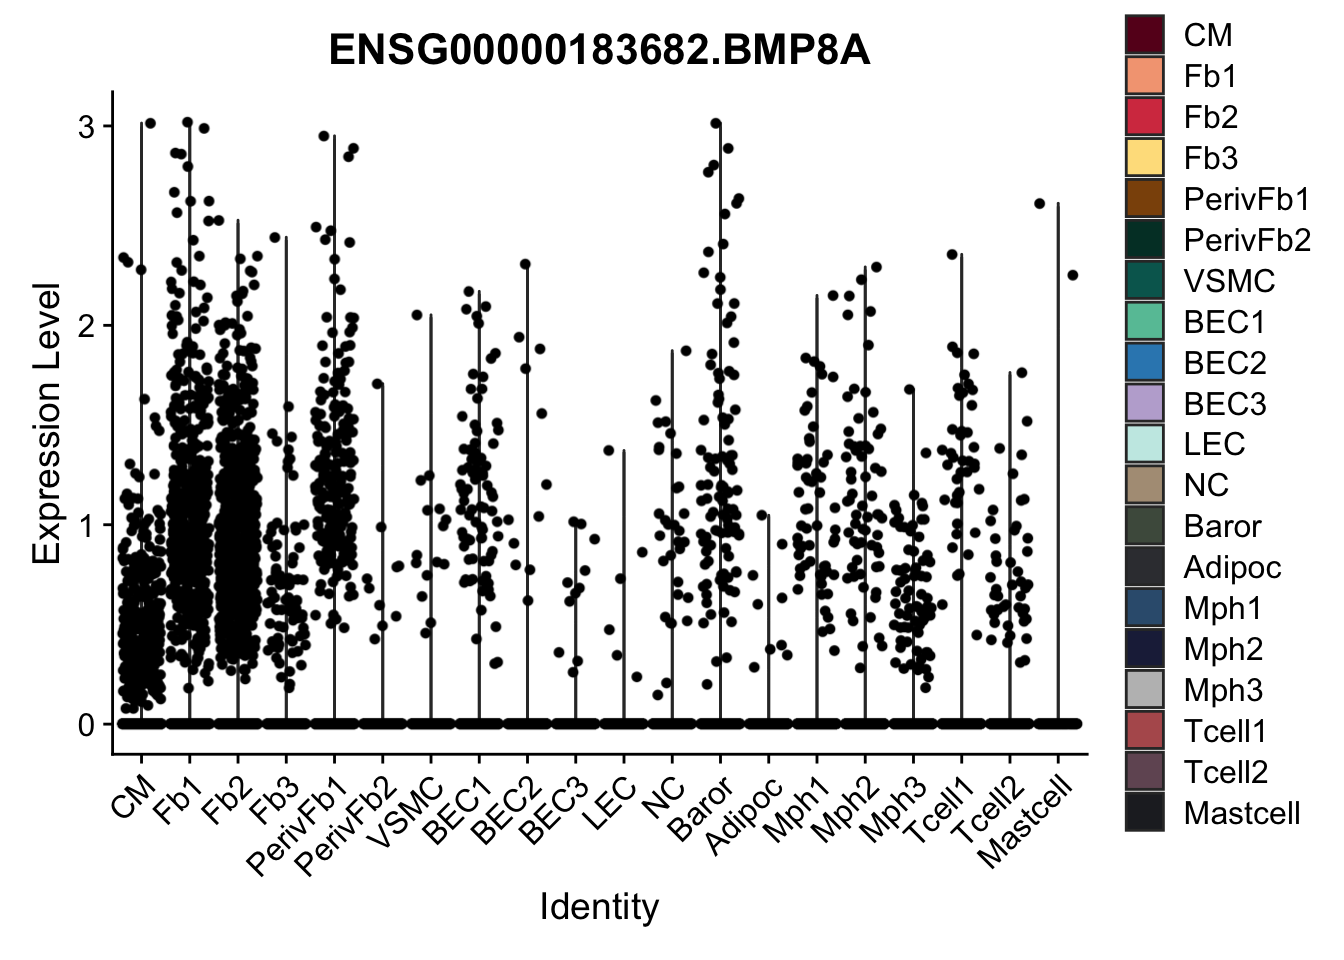 ENSG00000183682.BMP8A
Expression Level
3
2
1
0
CM
Fb1
Fb2
Fb3
PerivFb1
PerivFb2
VSMC
BEC1
BEC2
BEC3
LEC
NC
Baror
Adipoc
Mph1
Mph2
Mph3
Tcell1
Tcell2
Mastcell
Identity
CM
Fb1
Fb2
Fb3
PerivFb1
PerivFb2
VSMC
BEC1
BEC2
BEC3
LEC
NC
Baror
Adipoc
Mph1
Mph2
Mph3
Tcell1
Tcell2
Mastcell